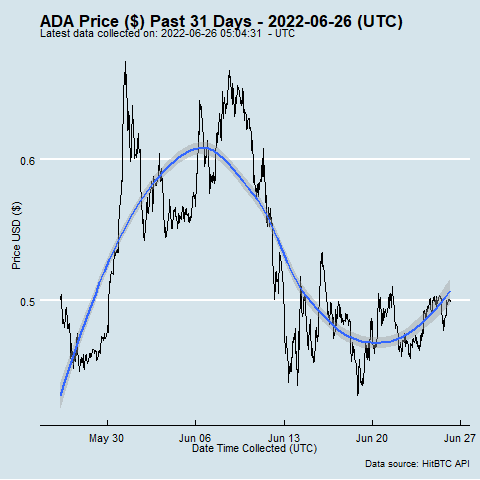 ADA Price ($) Past 31 Days - 2022-06-26 (UTC)
Latest data collected on: 2022-06-26 05:04:31  - UTC
Price USD ($)
0.6
0.5
May 30
Jun 06
Jun 13
Jun 20
Jun 27
Date Time Collected (UTC)
Data source: HitBTC API